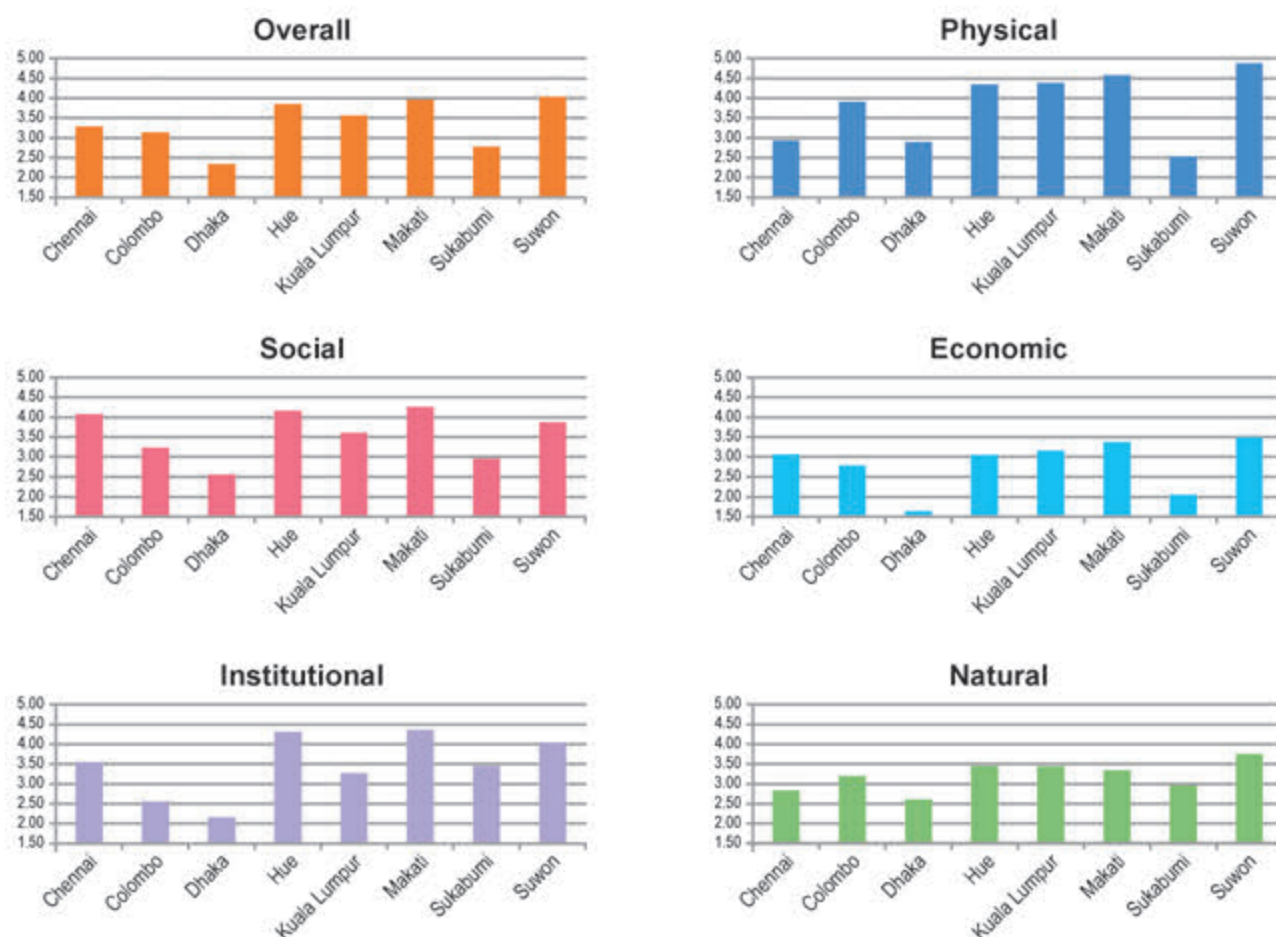 Overall
5.00
4.50
4.00
3.50
3.00
2.50
2.00
1.50
Chennai
Colombo
Dhaka
Hue
Kuala Lumpur
Makati
Sukabumi
Suwon
Physical
5.00
4.50
4.00
3.50
3.00
2.50
2.00
1.50
Chennai
Colombo
Dhaka
Hue
Kuala Lumpur
Makati
Sukabumi
Suwon
Social
5.00
4.50
4.00
3.50
3.00
2.50
2.00
1.50
Chennai
Colombo
Dhaka
Hue
Kuala Lumpur
Makati
Sukabumi
Suwon
Economic
5.00
4.50
4.00
3.50
3.00
2.50
2.00
1.50
Chennai
Colombo
Dhaka
Hue
Kuala Lumpur
Makati
Sukabumi
Suwon
Institutional
5.00
4.50
4.00
3.50
3.00
2.50
2.00
1.50
Chennai
Colombo
Dhaka
Hue
Kuala Lumpur
Makati
Sukabumi
Suwon
Natural
5.00
4.50
4.00
3.50
3.00
2.50
2.00
1.50
Chennai
Colombo
Dhaka
Hue
Kuala Lumpur
Makati
Sukabumi
Suwon